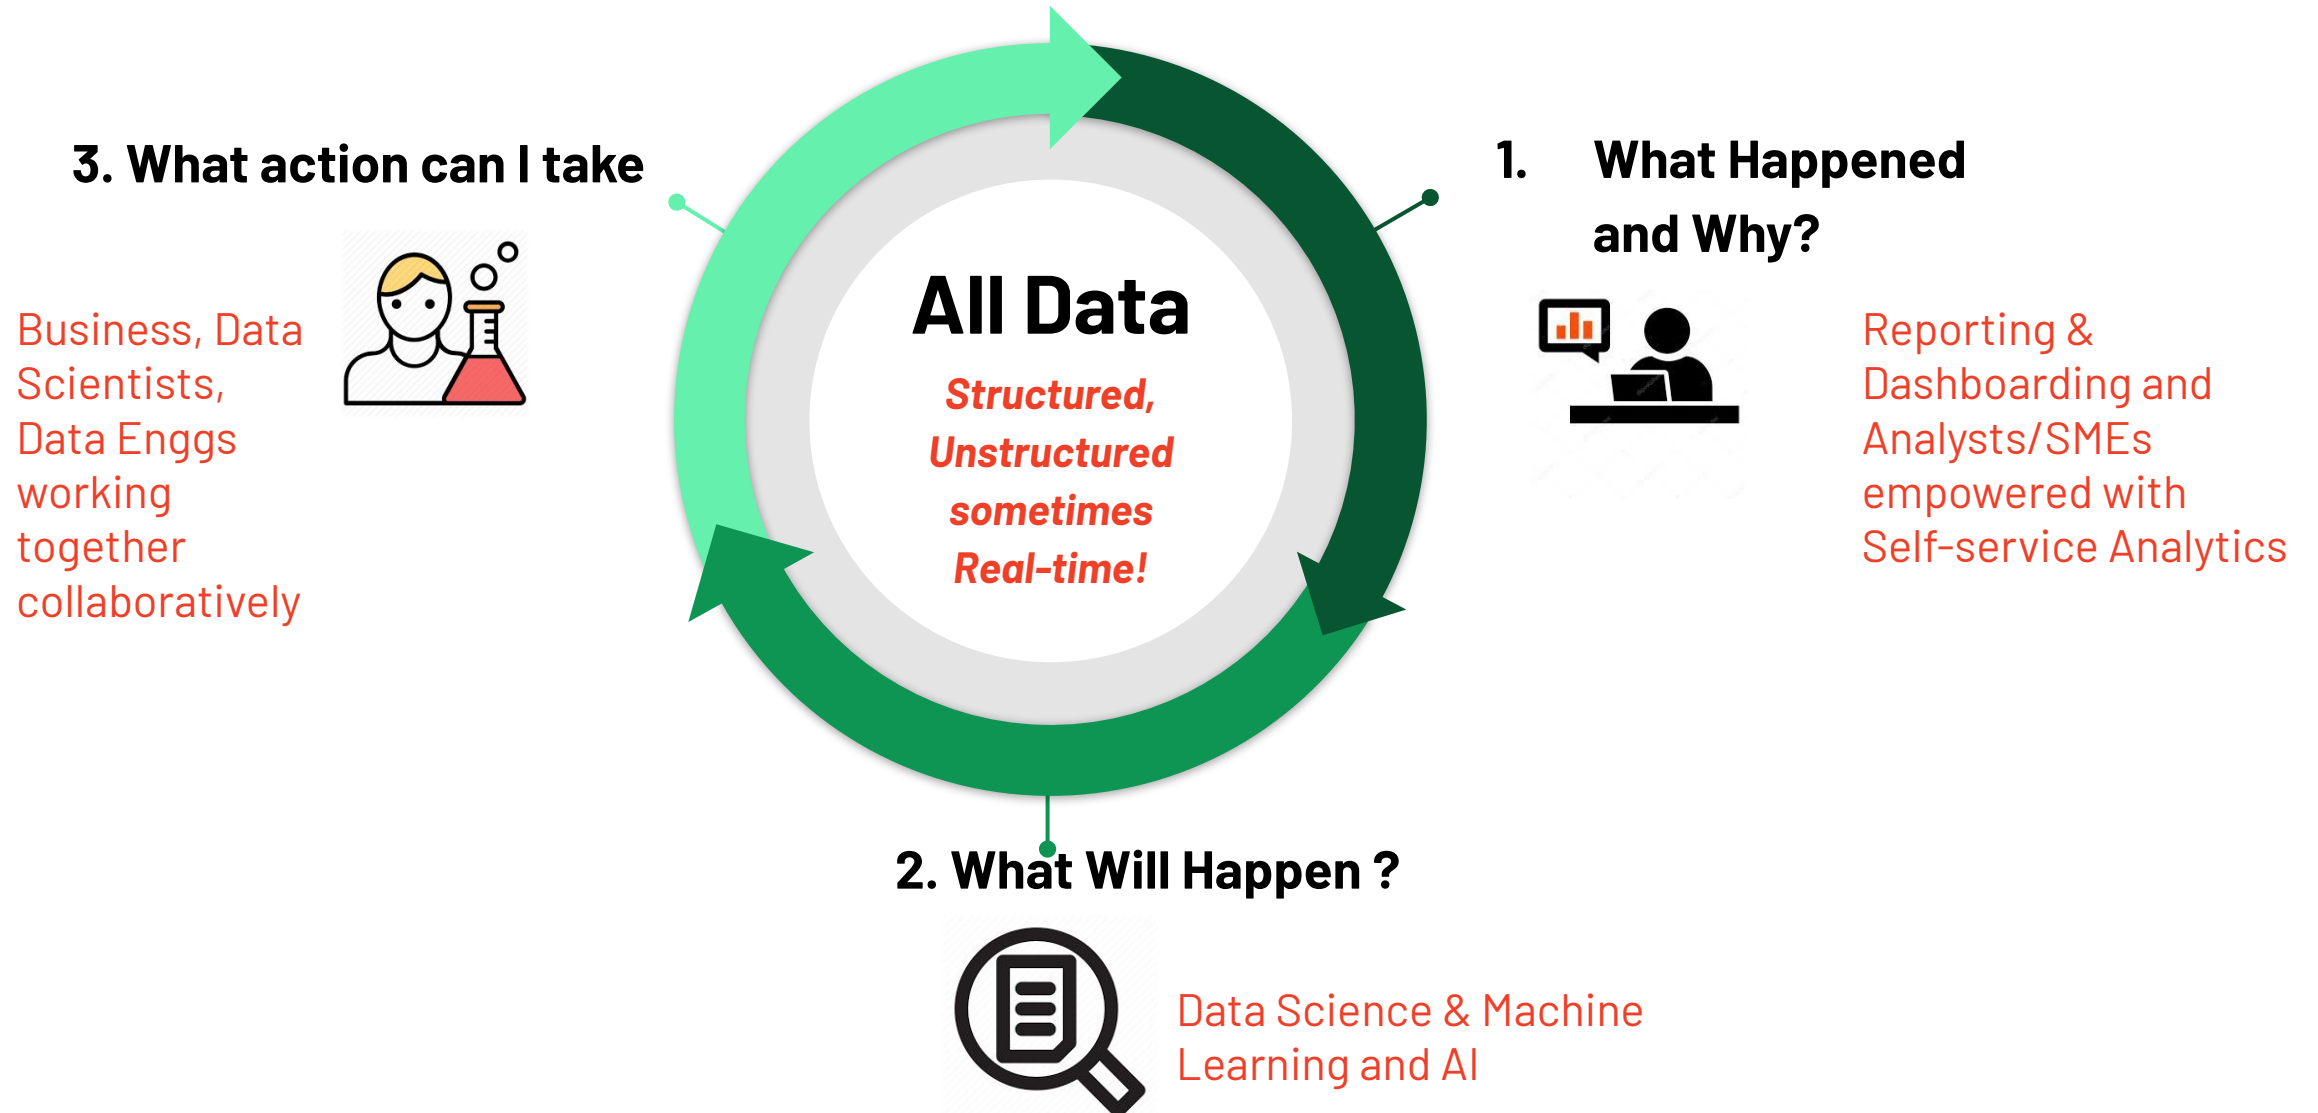 3. What action can I take
Business, Data
Scientists,
Data Enggs
working
together
collaboratively
All Data
Structured,
Unstructured
sometimes
Real-time!
1. What Happened
and Why?
Reporting &
Dashboarding and
Analysts/SMEs
empowered with
Self-service Analytics
2. What Will Happen ?
Data Science & Machine
Learning and AI